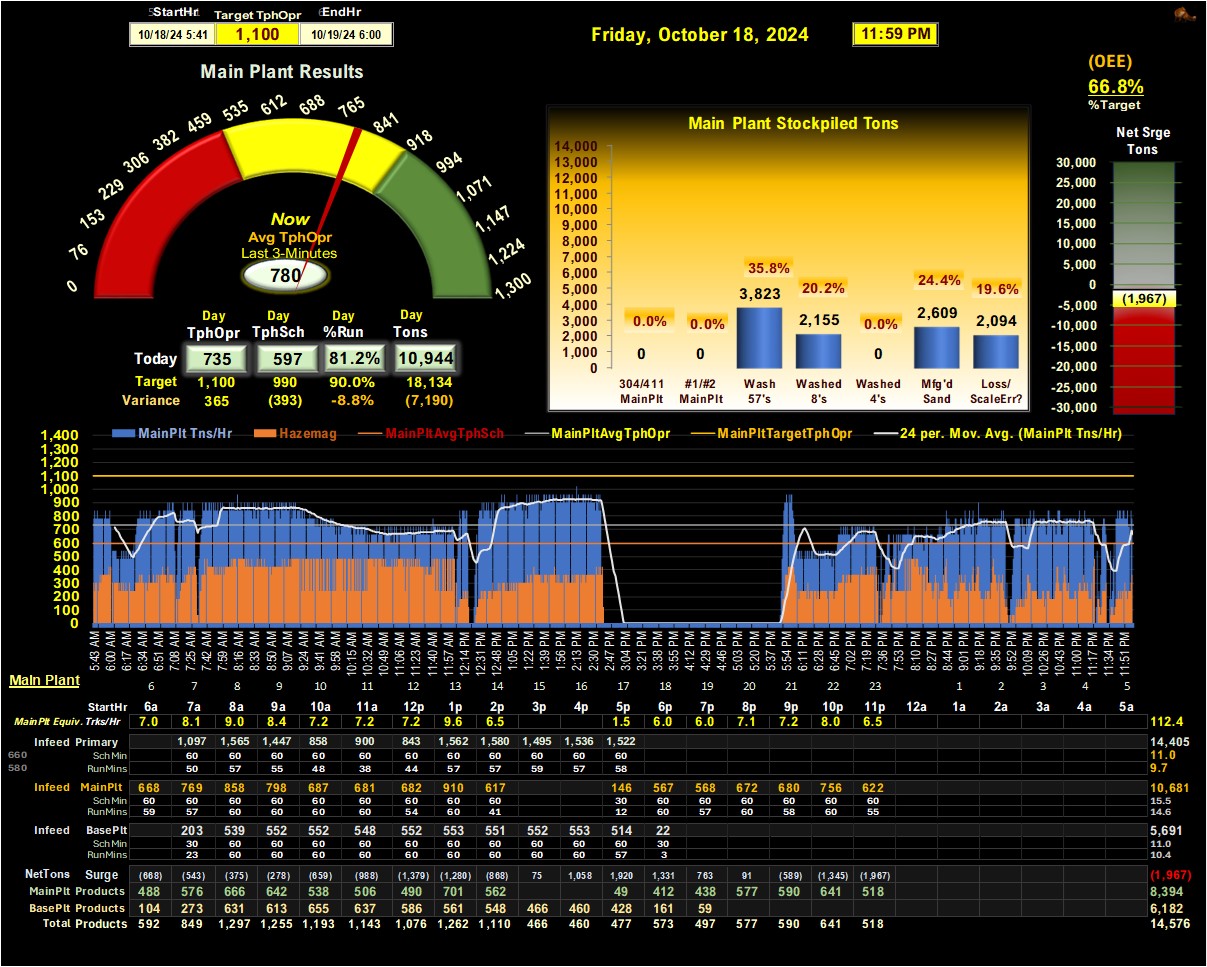 StartHr Target TphOpr EndHr
10/18/24 5:41 1,100 10/19/24 6:00
Friday, October 18, 2024
11:59 PM
(OEE)
66.8%
%Target
Main Plant Results
0 76 153 229 306 382 459 535 612 688 765 841 918 994 1,071 1,147 1,224 1,300
Now
Avg TphOpr
Last 3-Minutes
780
Day Day Day Day
TphOpr TphSch %Run Tons
Today 735 597 81.2% 10,944
Target 1,100 990 90.0% 18,134
Variance 365 (393) -8.8% (7,190)
Main Plant Stockpiled Tons
14,000
13,000
12,000
11,000
10,000
9,000
8,000
7,000
6,000
5,000
4,000
3,000
2,000
1,000
0
0.0% 0.0% 35.8% 20.2% 0.0% 24.4% 19.6%
0 0 3,823 2,155 0 2,609 2,094
304/411 #1/#2 Wash Washed Washed Mfg'd Loss/
MainPlt MainPlt 57's 8's 4's Sand ScaleErr?
Net Srge
Tons
30,000
25,000
20,000
15,000
10,000
5,000
0
(1,967)
-5,000
-10,000
-15,000
-20,000
-25,000
-30,000
MainPlt Tns/Hr Hazemag MainPltAvgTphSch MainPltAvgTphOpr MainPltTargetTphOpr 24 per. Mov. Avg. (MainPlt Tns/Hr)
1,400
1,300
1,200
1,100
1,000
900
800
700
600
500
400
300
200
100
0
5:43 AM 6:00 AM 6:17 AM 6:34 AM 6:51 AM 7:08 AM 7:25 AM 7:42 AM 7:59 AM 8:16 AM 8:33 AM 8:50 AM 9:07 AM 9:24 AM 9:41 AM 9:58 AM 10:15 AM 10:32 AM 10:49 AM 11:06 AM 11:23 AM 11:40 AM 11:57 AM 12:14 PM 12:31 PM 12:48 PM 1:05 PM 1:22 PM 1:39 PM 1:56 PM 2:13 PM 2:30 PM 2:47 PM 3:04 PM 3:21 PM 3:38 PM 3:55 PM 4:12 PM 4:29 PM 4:46 PM 5:03 PM 5:20 PM 5:37 PM 5:54 PM 6:11 PM 6:28 PM 6:45 PM 7:02 PM 7:19 PM 7:36 PM 7:53 PM 8:10 PM 8:27 PM 8:44 PM 9:01 PM 9:18 PM 9:35 PM 9:52 PM 10:09 PM 10:26 PM 10:43 PM 11:00 PM 11:17 PM 11:34 PM 11:51 PM
Main Plant
6 7 8 9 10 11 12 13 14 15 16 17 18 19 20 21 22 23 1 2 3 4 5
StartHr 6a 7a 8a 9a 10a 11a 12p 1p 2p 3p 4p 5p 6p 7p 8p 9p 10p 11p 12a 1a 2a 3a 4a 5a
MainPlt Equiv. Trks/Hr 7.0 8.1 9.0 8.4 7.2 7.2 7.2 9.6 6.5 1.5 6.0 6.0 7.1 7.2 8.0 6.5 112.4
Infeed Primary 1,097 1,565 1,447 858 900 843 1,562 1,580 1,495 1,536 1,522 14,405
660 SchMin 60 60 60 60 60 60 60 60 60 60 60 11.0
580 RunMins 50 57 55 48 38 44 57 57 59 57 58 9.7
Infeed MainPlt 668 769 858 798 687 681 682 910 617 146 567 568 672 680 756 622 10,681
SchMin 60 60 60 60 60 60 60 60 60 30 60 60 60 60 60 60 15.5
RunMins 59 57 60 60 60 60 54 60 41 12 60 57 60 58 60 55 14.6
Infeed BasePlt 203 539 552 552 548 552 553 551 552 553 514 22 5,691
SchMin 30 60 60 60 60 60 60 60 60 60 60 30 11.0
RunMins 23 60 60 60 60 60 60 60 60 60 57 3 10.4
NetTons Surge (668) (543) (375) (278) (659) (988) (1,379) (1,280) (868) 75 1,058 1,920 1,331 763 91 (589) (1,345) (1,967) (1,967)
MainPlt Products 488 576 666 642 538 506 490 701 562 49 412 438 577 590 641 518 8,394
BasePlt Products 104 273 631 613 655 637 586 561 548 466 460 428 161 59 6,182
Total Products 592 849 1,297 1,255 1,193 1,143 1,076 1,262 1,110 466 460 477 573 497 577 590 641 518 14,576